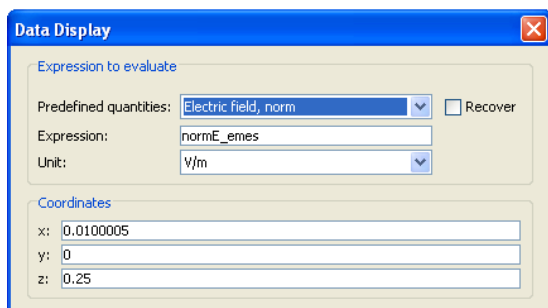 Data Display
Expression to evaluate
Predefined quantities: Electric field, norm Recover
Expression: normE_emes
Unit: V/m
Coordinates
x: 0.0100005
y: 0
z: 0.25